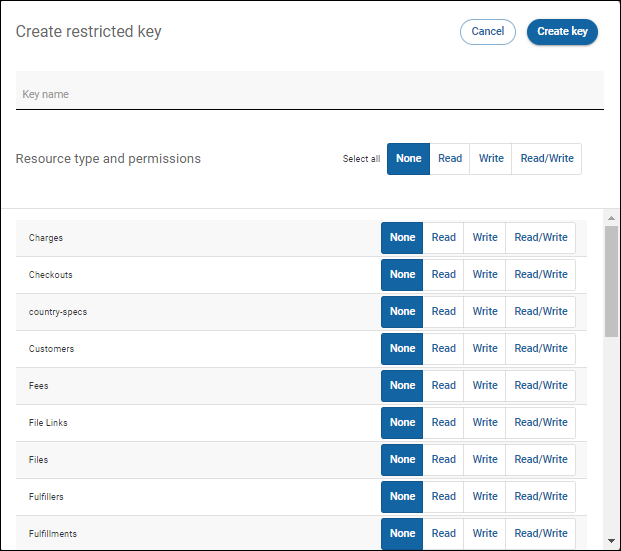 Create restricted key Cancel Create key
Key name
Resource type and permissions Select all None Read Write Read/Write
Charges None Read Write Read/Write
Checkouts None Read Write Read/Write
country-specs None Read Write Read/Write
Customers None Read Write Read/Write
Fees None Read Write Read/Write
File Links None Read Write Read/Write
Files None Read Write Read/Write
Fulfillers None Read Write Read/Write
Fulfillments None Read Write Read/Write